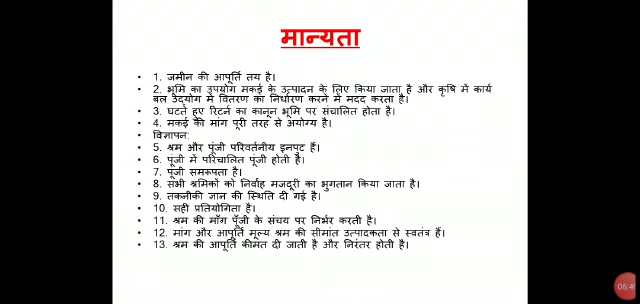 मान्यता
• 1. जमीन की आपूर्ति तय है।
• 2. भूमि का उपयोग मकई के उत्पादन के लिए किया जाता है और कृषि में कार्य
बल उद्योग में वितरण का निर्धारण करने में मदद करता है।
• 3. घटते हुए रिटर्न का कानून भूमि पर संचालित होता है।
• 4. मकई की मांग पूरी तरह से अयोग्य है।
• विज्ञापन:
• 5. श्रम और पूंजी परिवर्तनीय इनपुट हैं।
• 6. पूंजी में परिचालित पूंजी होती है।
• 7. पूंजी समरूपता है।
• 8. सभी श्रमिकों को निर्वाह मजदूरी का भुगतान किया जाता है।
• 9. तकनीकी ज्ञान की स्थिति दी गई है।
• 10. सही प्रतियोगिता है।
• 11. श्रम की माँग पूँजी के संचय पर निर्भर करती है।
• 12. मांग और आपूर्ति मूल्य श्रम की सीमांत उत्पादकता से स्वतंत्र हैं।
• 13. श्रम की आपूर्ति कीमत दी जाती है और निरंतर होती है।